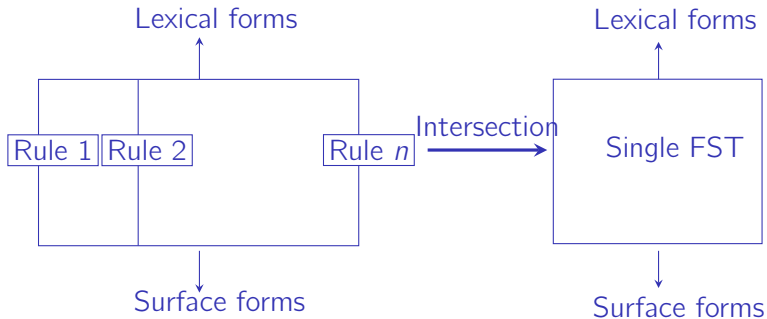 Lexical forms
Rule 1
Rule 2
Rule n
Surface forms
Intersection
Lexical forms
Single FST
Surface forms